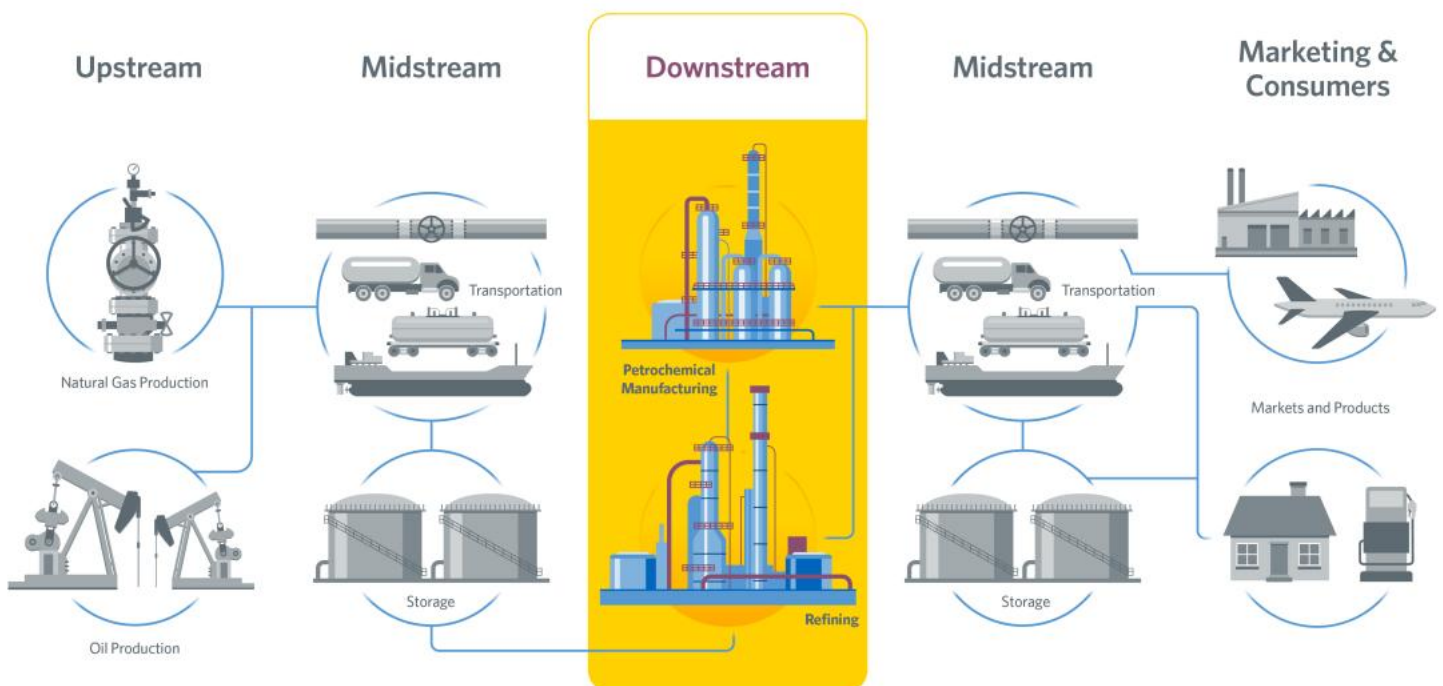 Upstream
Midstream
Downstream
Midstream
Marketing &
Consumers
Transportation
Transportation
Natural Gas Production
Petrochemical
Manufacturing
Markets and Products
Storage
Storage
Refining
Oil Production